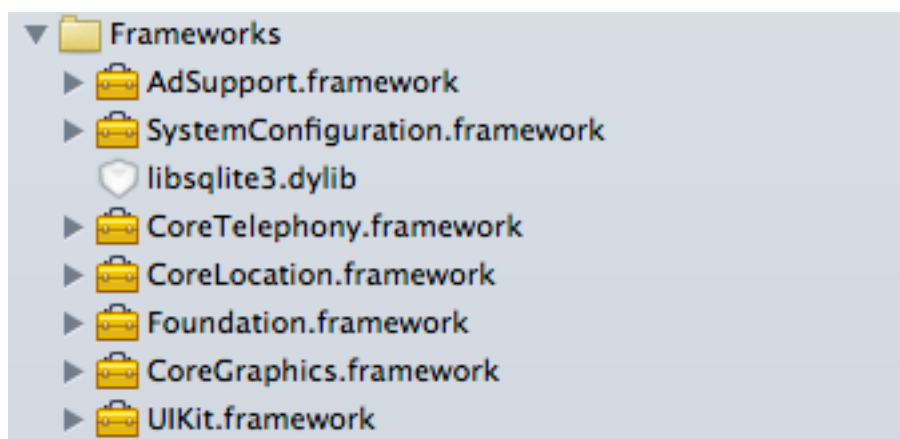 Frameworks
AdSupport.framework
SystemConfiguration.framework
libsqlite3.dylib
CoreTelephony.framework
CoreLocation.framework
Foundation.framework
CoreGraphics.framework
UIKit.framework